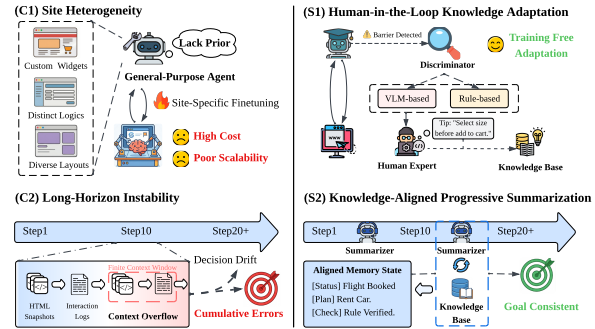 (C1) Site Heterogeneity
Custom Widgets
Distinct Logics
Diverse Layouts
Lack Prior
General-Purpose Agent
Site-Specific Finetuning
High Cost
Poor Scalability
(S1) Human-in-the-Loop Knowledge Adaptation
Barrier Detected
Discriminator
Training Free
Adaptation
VLM-based
Rule-based
WWW
Tip: "Select size
before add to cart."
Human Expert
Knowledge Base
(C2) Long-Horizon Instability
Step1
Step10
Step20+
Decision Drift
Finite Context Window
HTML
Snapshots
Interaction
Logs
Context Overflow
Cumulative Errors
(S2) Knowledge-Aligned Progressive Summarization
Step1
Step10
Step20+
Summarizer
Summarizer
Aligned Memory State
[Status] Flight Booked
[Plan] Rent Car.
[Check] Rule Verified.
Knowledge
Base
Goal Consistent